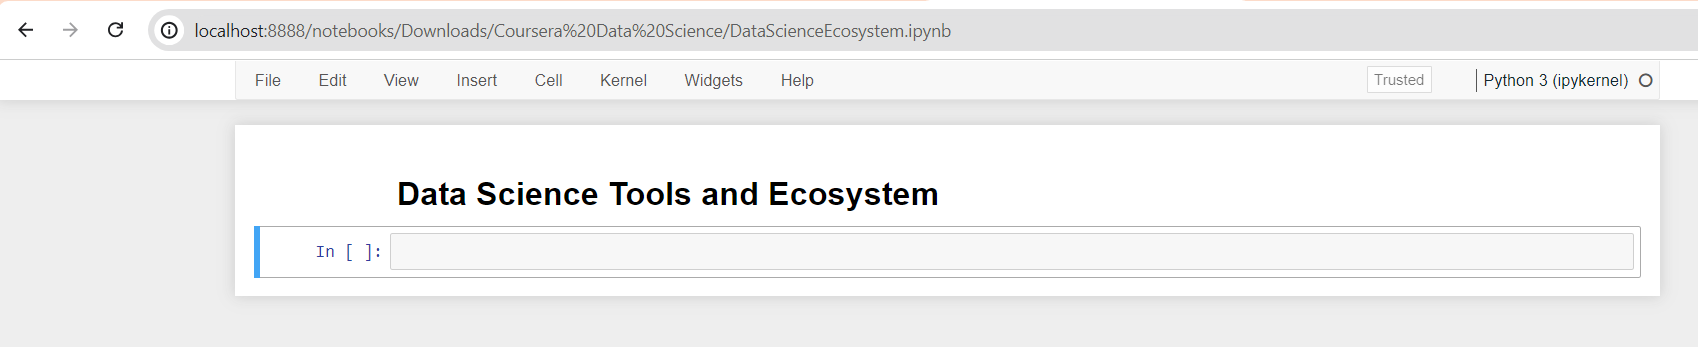 localhost:8888/notebooks/Downloads/Coursera%20Data%20Science/DataScienceEcosystem.ipynb
File Edit View Insert Cell Kernel Widgets Help Trusted Python 3 (ipykernel)
Data Science Tools and Ecosystem
In [ ]: